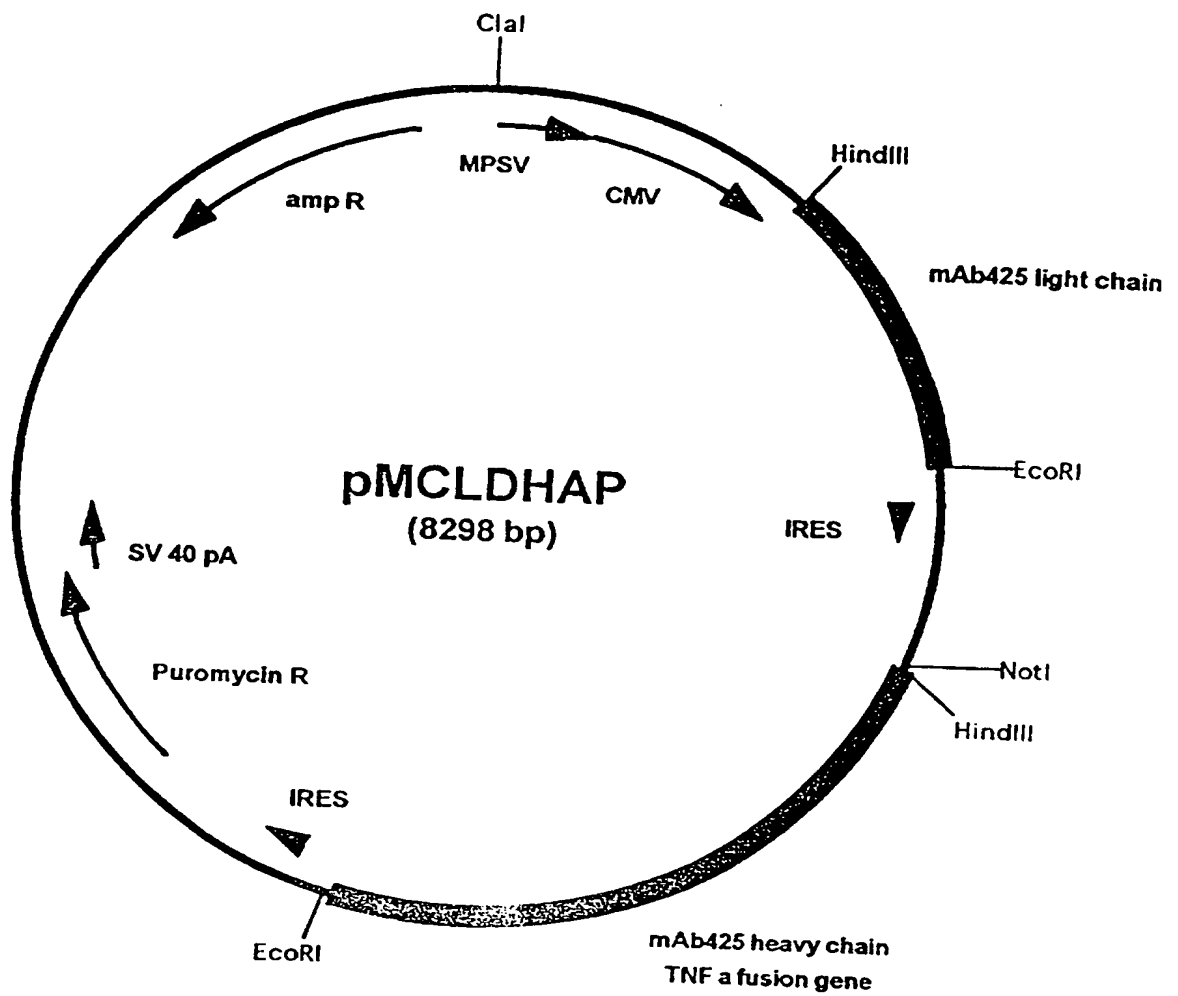 ClaI
HindIII
MPSV
CMV
amp R
mAb425 light chain
pMCLDHAP
(8298 bp)
EcoRI
IRES
SV 40 pA
Puromycin R
NotI
HindIII
IRES
EcoRI
mAb425 heavy chain
TNF a fusion gene